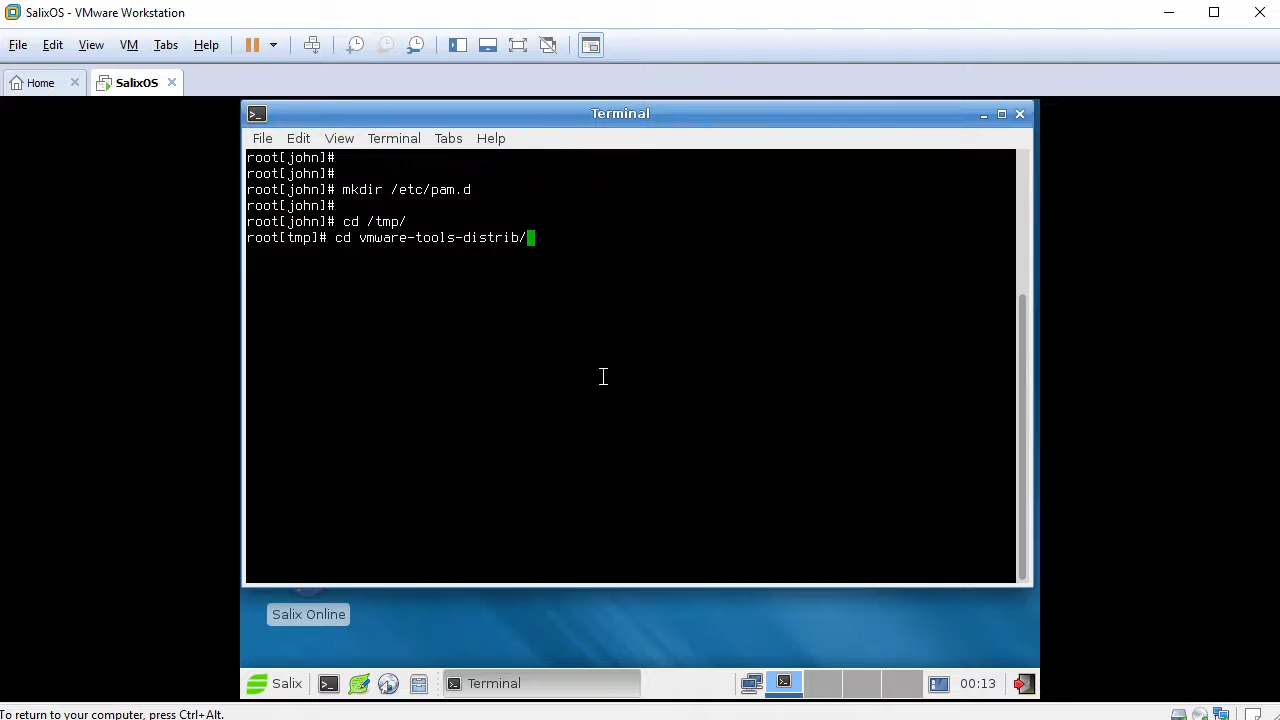 SalixOS - VMware Workstation
File Edit View VM Tabs Help
Home SalixOS
Terminal
File Edit View Terminal Tabs Help
root[john]#
root[john]#
root[john]# mkdir /etc/pam.d
root[john]#
root[john]# cd /tmp/
root[tmp]# cd vmware-tools-distrib/
Salix Online
Salix Terminal 00:13
To return to your computer, press Ctrl+Alt.